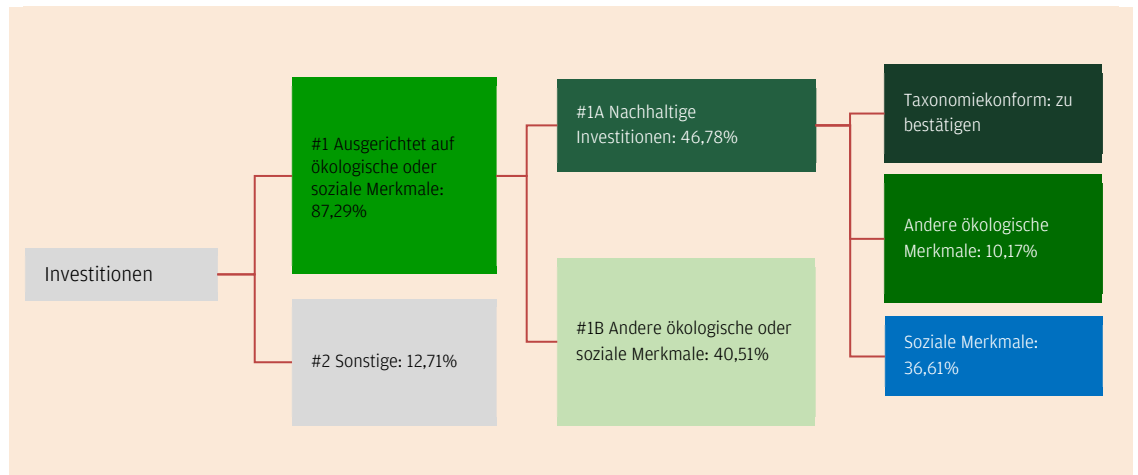 Investitionen
#1 Ausgerichtet auf
ökologische oder
soziale Merkmale:
87,29%
#2 Sonstige: 12,71%
#1A Nachhaltige
Investitionen: 46,78%
#1B Andere ökologische oder
soziale Merkmale: 40,51%
Taxonomiekonform: zu
bestätigen
Andere ökologische
Merkmale: 10,17%
Soziale Merkmale:
36,61%